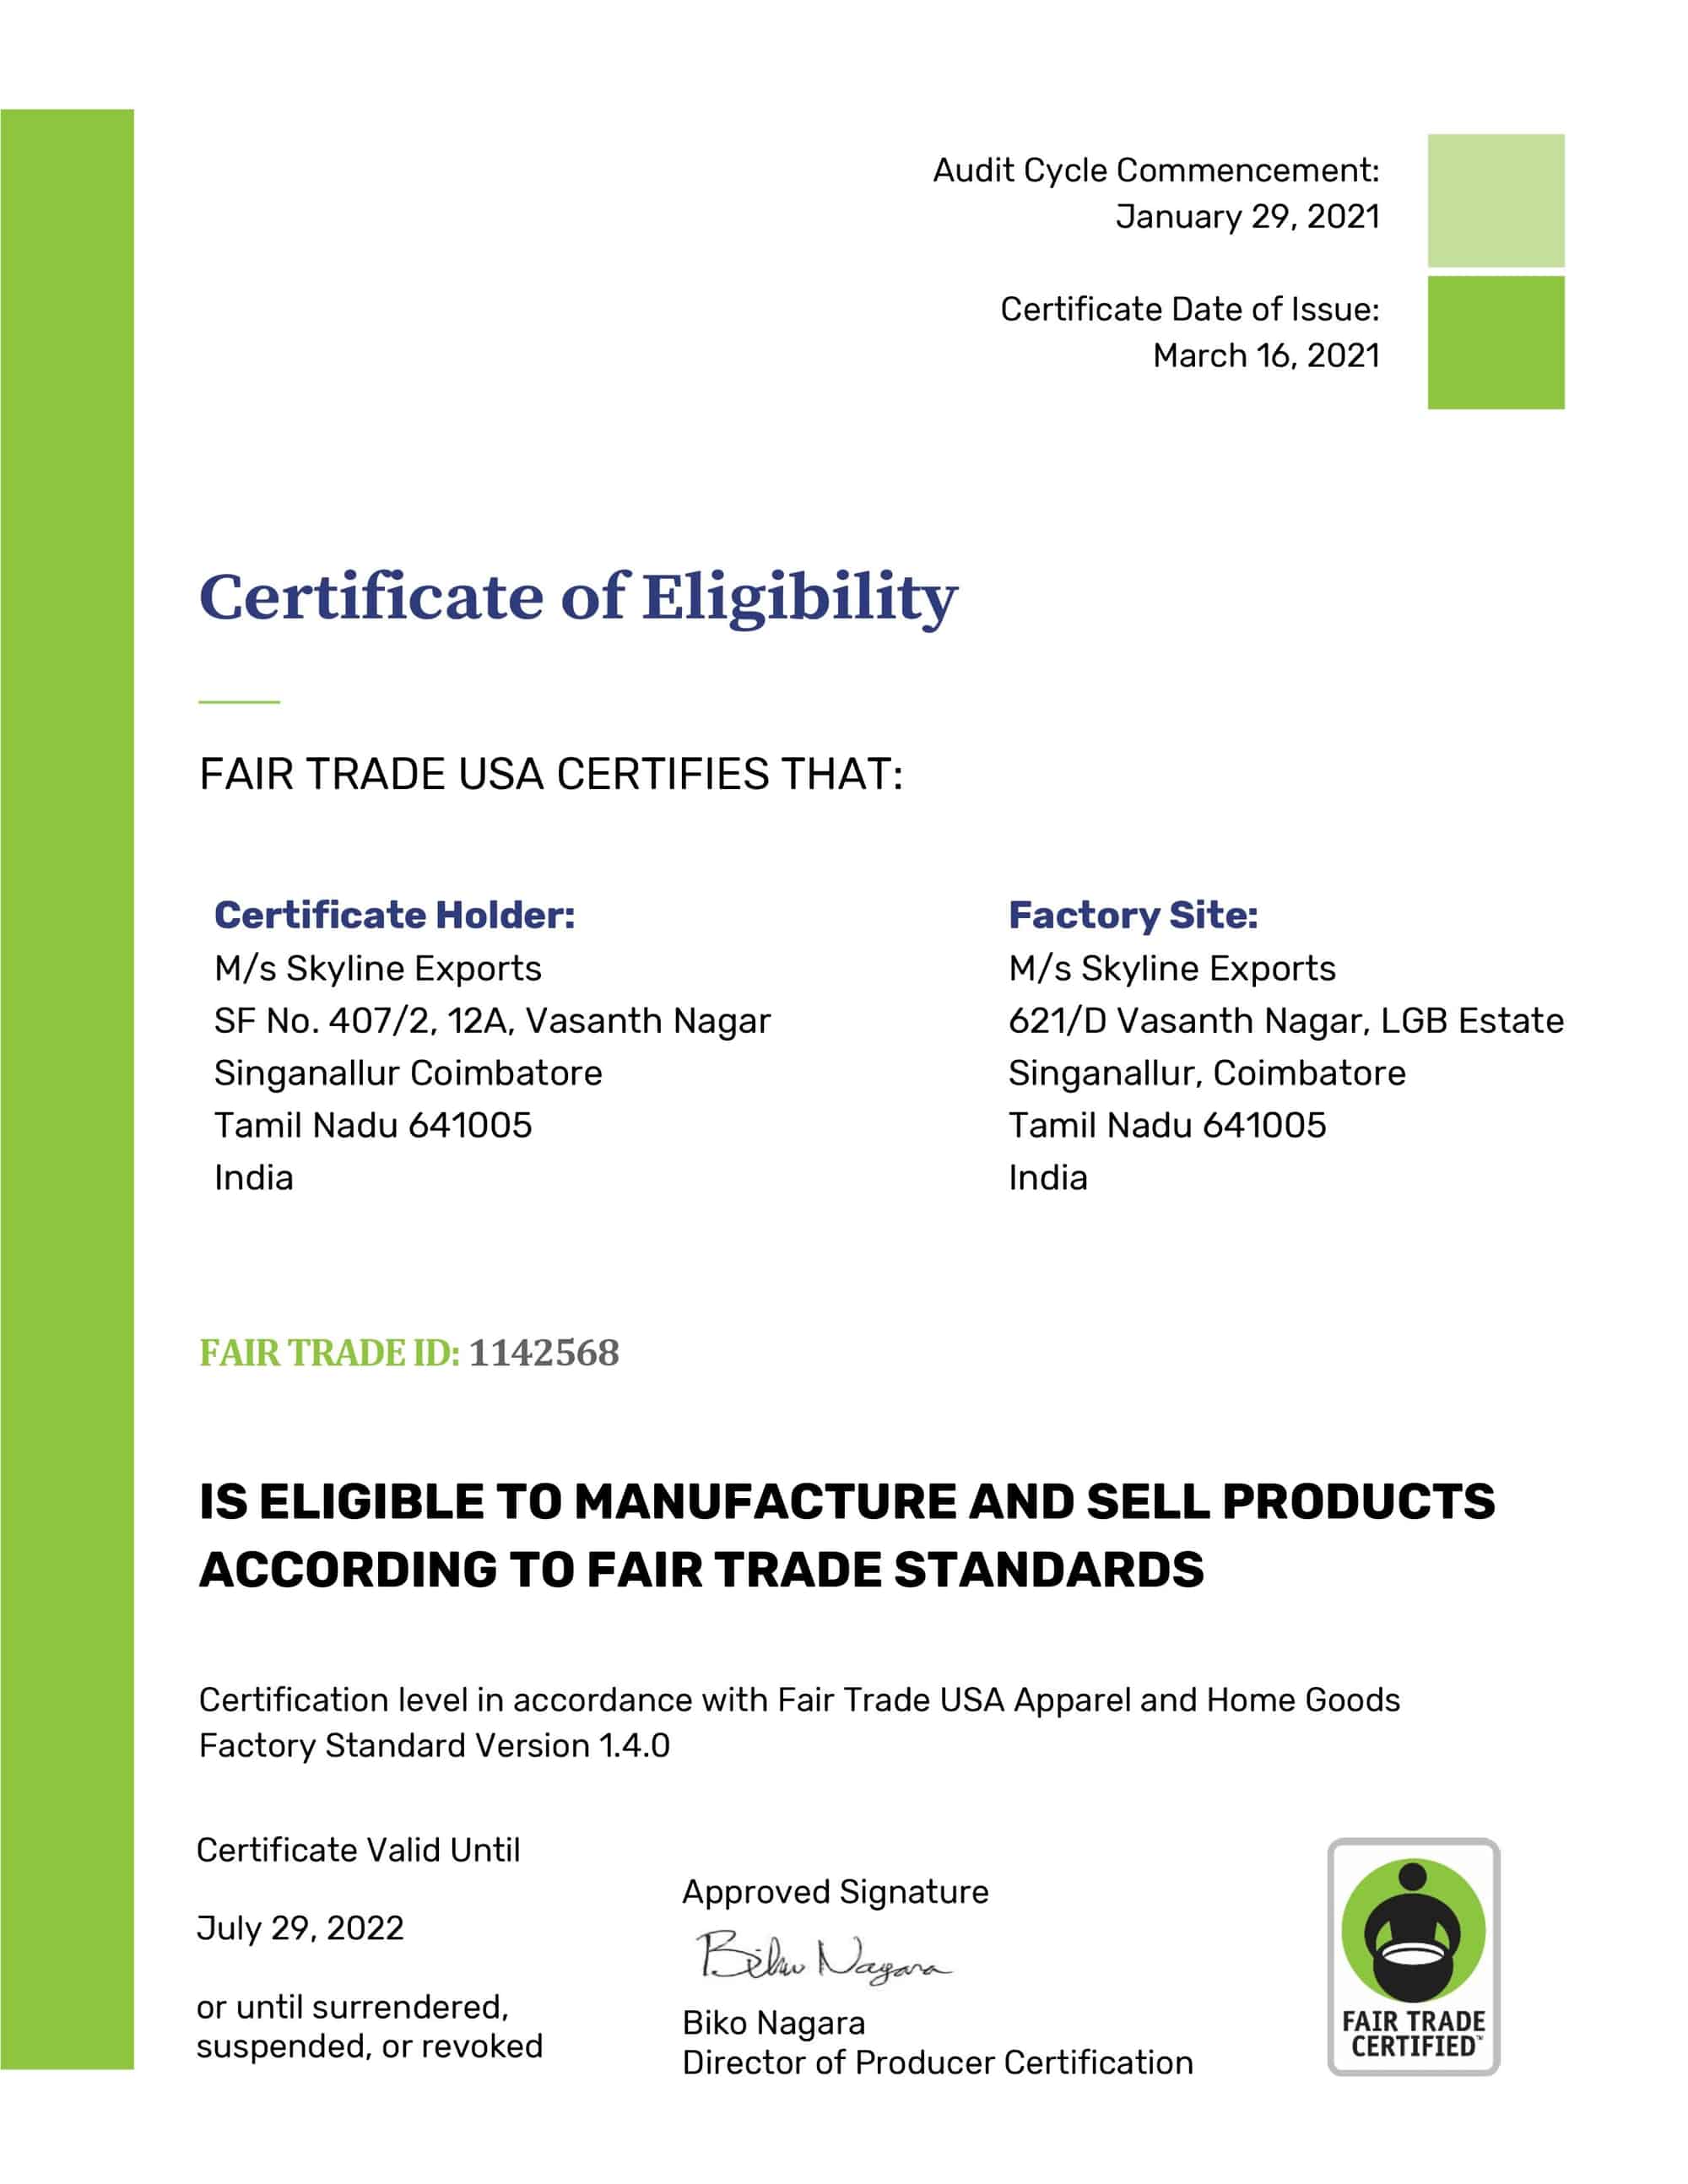 Audit Cycle Commencement:
January 29, 2021
Certificate Date of Issue:
March 16, 2021
Certificate of Eligibility
FAIR TRADE USA CERTIFIES THAT:
Certificate Holder:
M/s Skyline Exports
SF No. 407/2, 12A, Vasanth Nagar
Singanallur Coimbatore
Tamil Nadu 641005
India
Factory Site:
M/s Skyline Exports
621/D Vasanth Nagar, LGB Estate
Singanallur, Coimbatore
Tamil Nadu 641005
India
FAIR TRADE ID: 1142568
IS ELIGIBLE TO MANUFACTURE AND SELL PRODUCTS
ACCORDING TO FAIR TRADE STANDARDS
Certification level in accordance with Fair Trade USA Apparel and Home Goods
Factory Standard Version 1.4.0
Certificate Valid Until
July 29, 2022
or until surrendered,
suspended, or revoked
Approved Signature
Biko Nagara
Biko Nagara
Director of Producer Certification
FAIR TRADE
CERTIFIED™